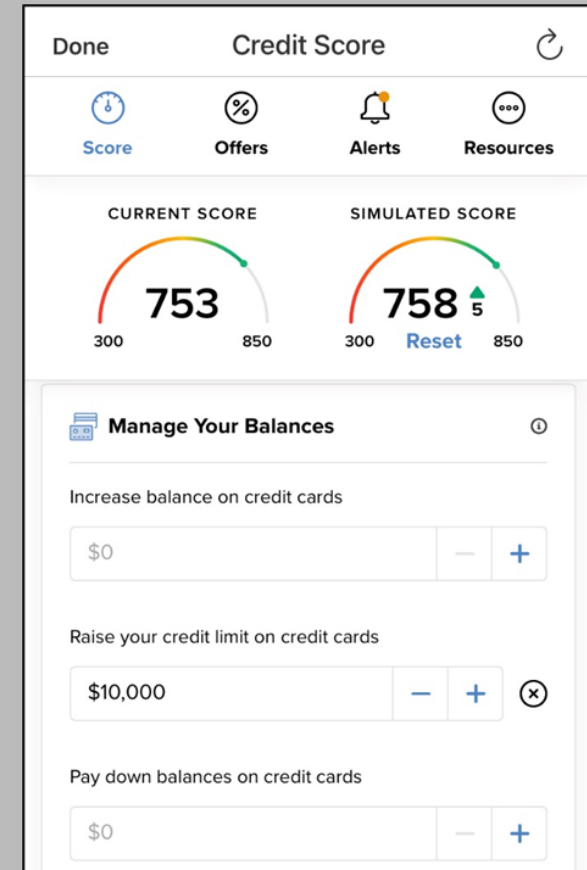 Done Credit Score
Score Offers Alerts Resources
CURRENT SCORE SIMULATED SCORE
753 758 5
300 850 300 Reset 850
Manage Your Balances
Increase balance on credit cards
$0
Raise your credit limit on credit cards
$10,000
Pay down balances on credit cards
$0